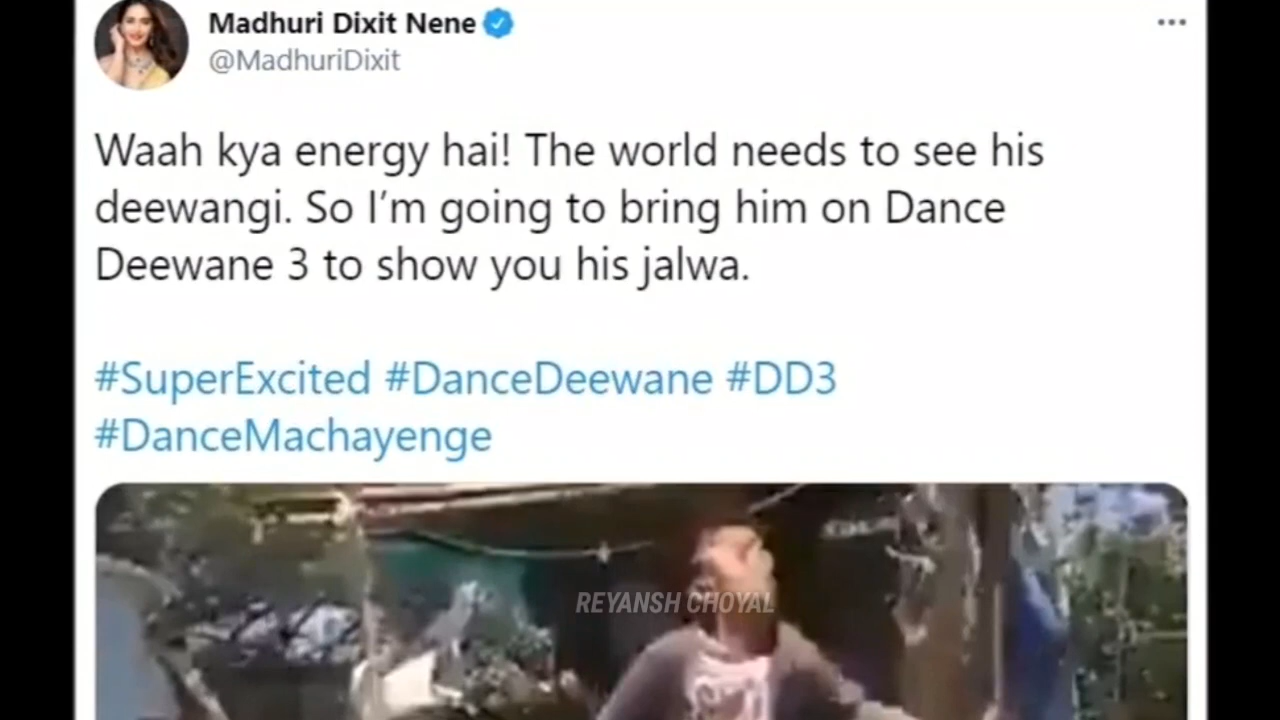 Madhuri Dixit Nene
@MadhuriDixit
Waah kya energy hai! The world needs to see his
deewangi. So I'm going to bring him on Dance
Deewane 3 to show you his jalwa.
#SuperExcited #DanceDeewane #DD3
#DanceMachayenge
REYANSH CHOYAL